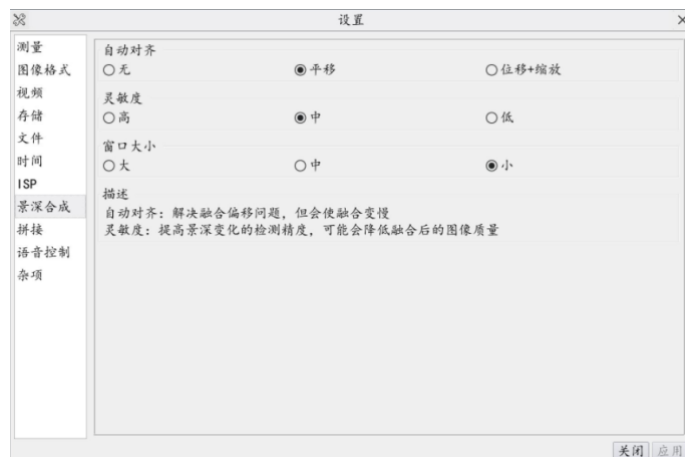 设置
测量
图像格式
视频
存储
文件
时间
ISP
景深合成
拼接
语音控制
杂项
自动对齐
无 平移 位移+缩放
灵敏度
高 中 低
窗口大小
大 中 小
描述
自动对齐：解决融合偏移问题，但会使融合变慢
灵敏度：提高景深变化的检测精度，可能会降低融合后的图像质量
关闭 应用